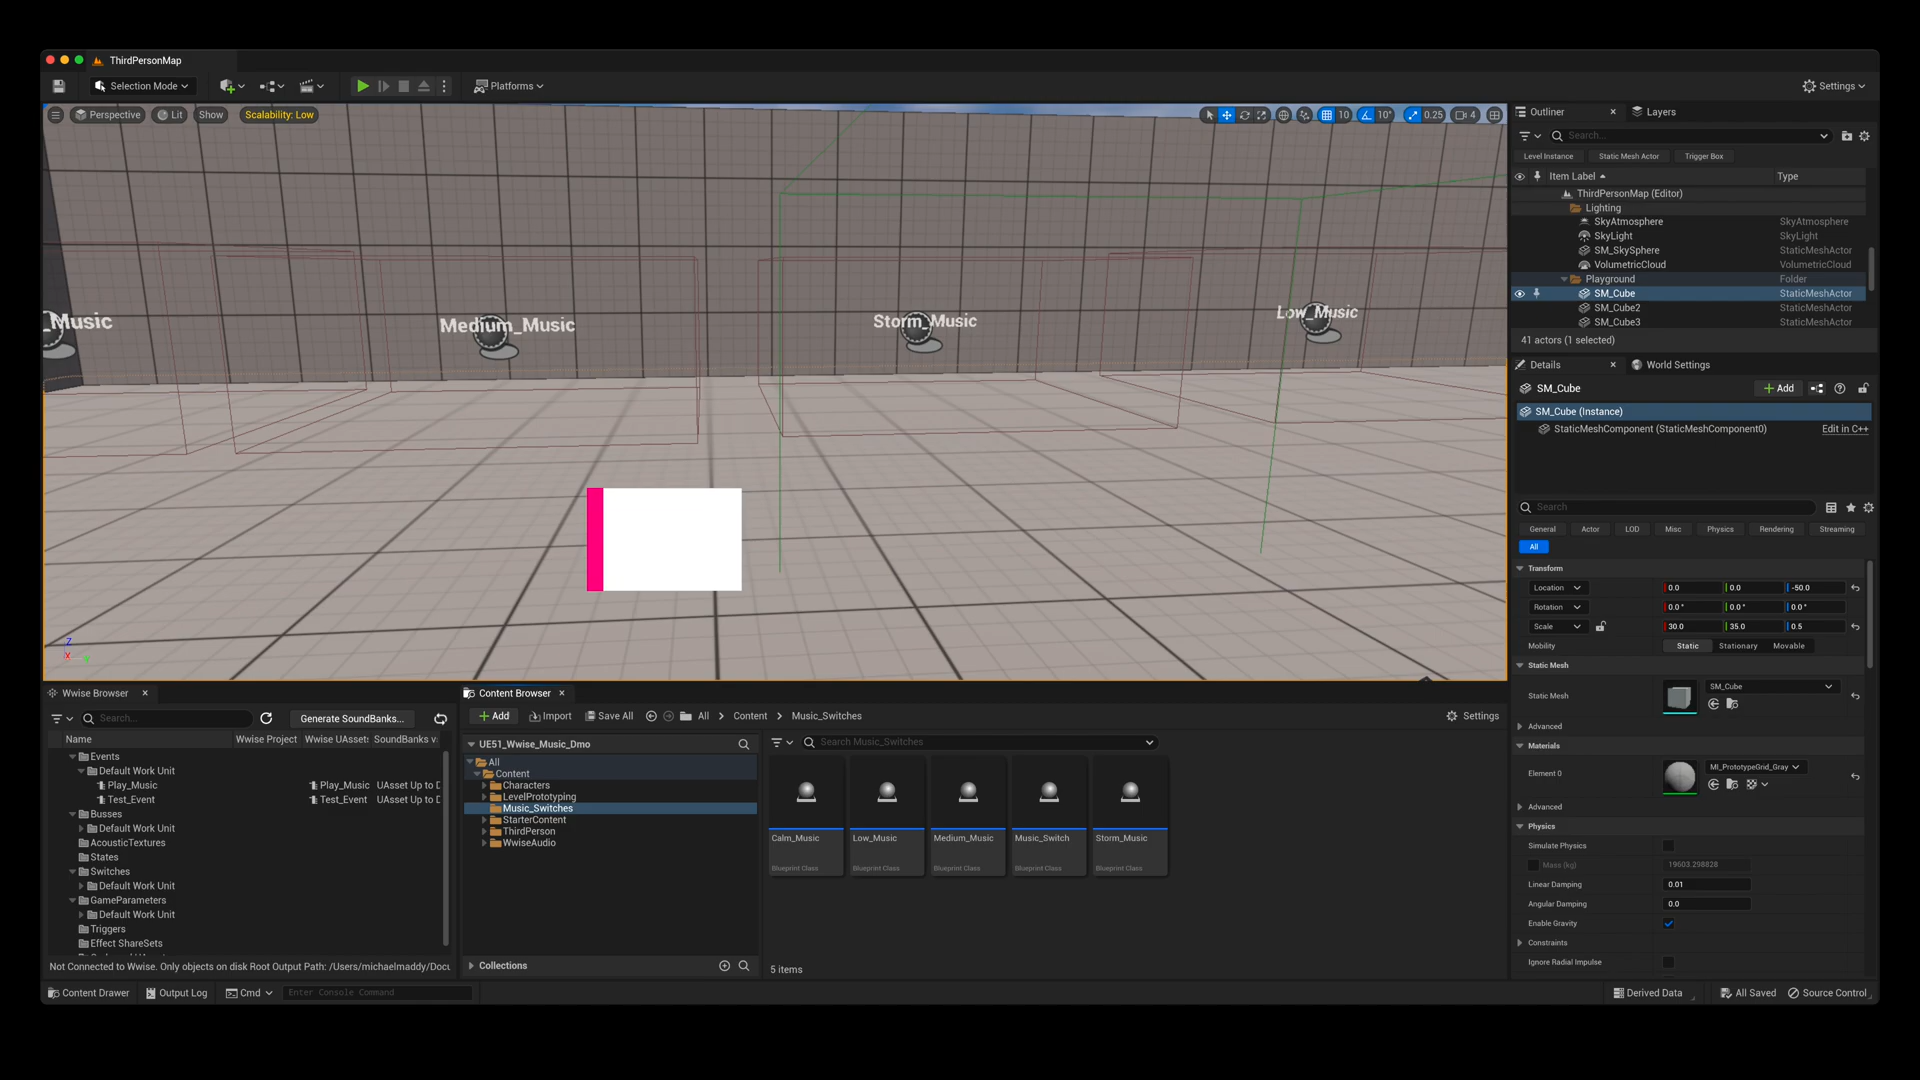 ThirdPersonMap
Selection Mode
Platforms
Settings
Perspective
Lit
Show
Scalability: Low
10
10°
0.25
4
_Music
Medium_Music
Storm_Music
Low_Music
Z
X
Y
Outliner
Layers
Search...
Level Instance
Static Mesh Actor
Trigger Box
Item Label
Type
ThirdPersonMap (Editor)
Lighting
SkyAtmosphere SkyAtmosphere
SkyLight SkyLight
SM_SkySphere StaticMeshActor
VolumetricCloud VolumetricCloud
Playground Folder
SM_Cube StaticMeshActor
SM_Cube2 StaticMeshActor
SM_Cube3 StaticMeshActor
41 actors (1 selected)
Details
World Settings
SM_Cube
Add
SM_Cube (Instance)
StaticMeshComponent (StaticMeshComponent0) Edit in C++
Search
General
Actor
LOD
Misc
Physics
Rendering
Streaming
All
Transform
Location 0.0 0.0 -50.0
Rotation 0.0° 0.0° 0.0°
Scale 30.0 35.0 0.5
Mobility Static Stationary Movable
Static Mesh
Static Mesh SM_Cube
Advanced
Materials
Element 0 MI_PrototypeGrid_Gray
Advanced
Physics
Simulate Physics
Mass (kg) 19603.298828
Linear Damping 0.01
Angular Damping 0.0
Enable Gravity
Constraints
Ignore Radial Impulse
Wwise Browser
Search...
Generate SoundBanks...
Name Wwise Project Wwise UAssets SoundBanks v
Events
Default Work Unit
Play_Music Play_Music UAsset Up to D
Test_Event Test_Event UAsset Up to D
Busses
Default Work Unit
AcousticTextures
States
Switches
Default Work Unit
GameParameters
Default Work Unit
Triggers
Effect ShareSets
Not Connected to Wwise. Only objects on disk Root Output Path: /Users/michaelmaddy/Docu
Content Browser
Add
Import
Save All
All
Content
Music_Switches
Settings
UE51_Wwise_Music_Dmo
Search Music_Switches
All
Content
Characters
LevelPrototyping
Music_Switches
StarterContent
ThirdPerson
WwiseAudio
Calm_Music
Blueprint Class
Low_Music
Blueprint Class
Medium_Music
Blueprint Class
Music_Switch
Blueprint Class
Storm_Music
Blueprint Class
Collections
5 items
Content Drawer
Output Log
Cmd
Enter Console Command
Derived Data
All Saved
Source Control